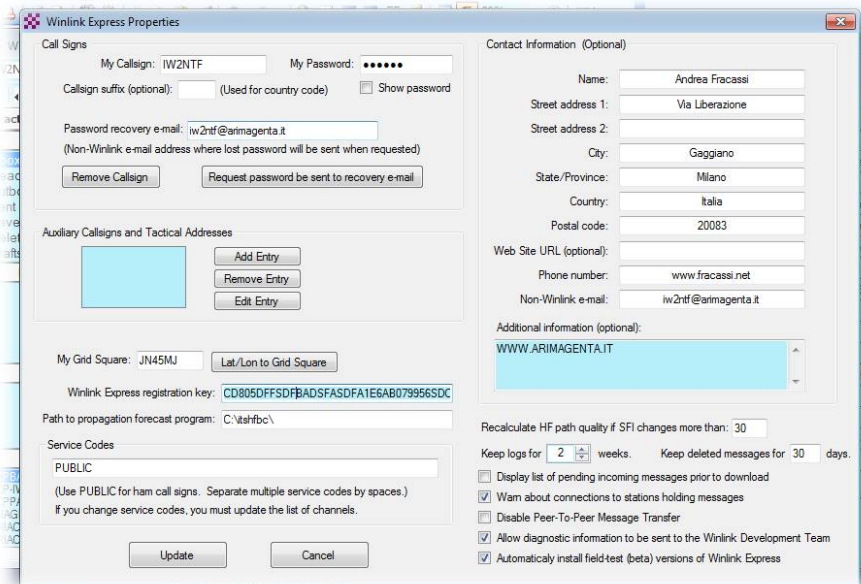 Winlink Express Properties
Call Signs
My Callsign: IW2NTF My Password: ●●●●●●
Callsign suffix (optional): (Used for country code) Show password
Password recovery e-mail: iw2ntf@arimagenta.it
(Non-Winlink e-mail address where lost password will be sent when requested)
Remove Callsign Request password be sent to recovery e-mail
Auxiliary Callsigns and Tactical Addresses
Add Entry
Remove Entry
Edit Entry
My Grid Square: JN45MJ Lat/Lon to Grid Square
Winlink Express registration key: CD805DFFSDFBADSFASDFA1E6AB079956SDC
Path to propagation forecast program: C:\itshfbc\
Service Codes
PUBLIC
(Use PUBLIC for ham call signs. Separate multiple service codes by spaces.)
If you change service codes, you must update the list of channels.
Update Cancel
Contact Information (Optional)
Name: Andrea Fracassi
Street address 1: Via Liberazione
Street address 2:
City: Gaggiano
State/Province: Milano
Country: Italia
Postal code: 20083
Web Site URL (optional):
Phone number: www.fracassi.net
Non-Winlink e-mail: iw2ntf@arimagenta.it
Additional information (optional):
WWW.ARIMAGENTA.IT
Recalculate HF path quality if SFI changes more than: 30
Keep logs for 2 weeks. Keep deleted messages for 30 days.
Display list of pending incoming messages prior to download
Warn about connections to stations holding messages
Disable Peer-To-Peer Message Transfer
Allow diagnostic information to be sent to the Winlink Development Team
Automaticaly install field-test (beta) versions of Winlink Express